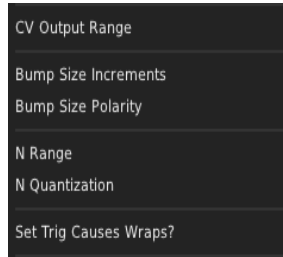 CV Output Range
Bump Size Increments
Bump Size Polarity
N Range
N Quantization
Set Trig Causes Wraps?